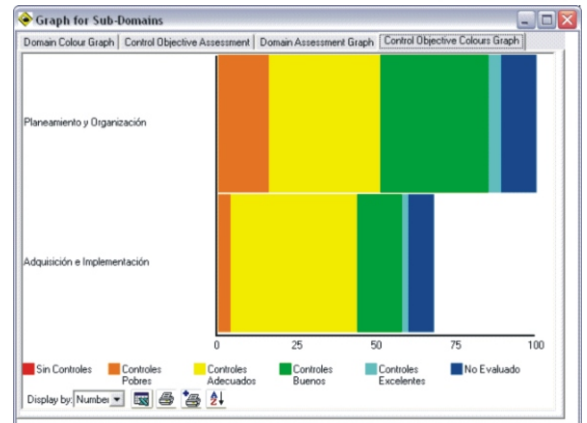 Graph for Sub-Domains
Domain Colour Graph Control Objective Assessment Domain Assessment Graph Control Objective Colours Graph
Planeamiento y Organización
Adquisición e Implementación
0 25 50 75 100
Sin Controles Controles Pobres Controles Adecuados Controles Buenos Controles Excelentes No Evaluado
Display by: Number